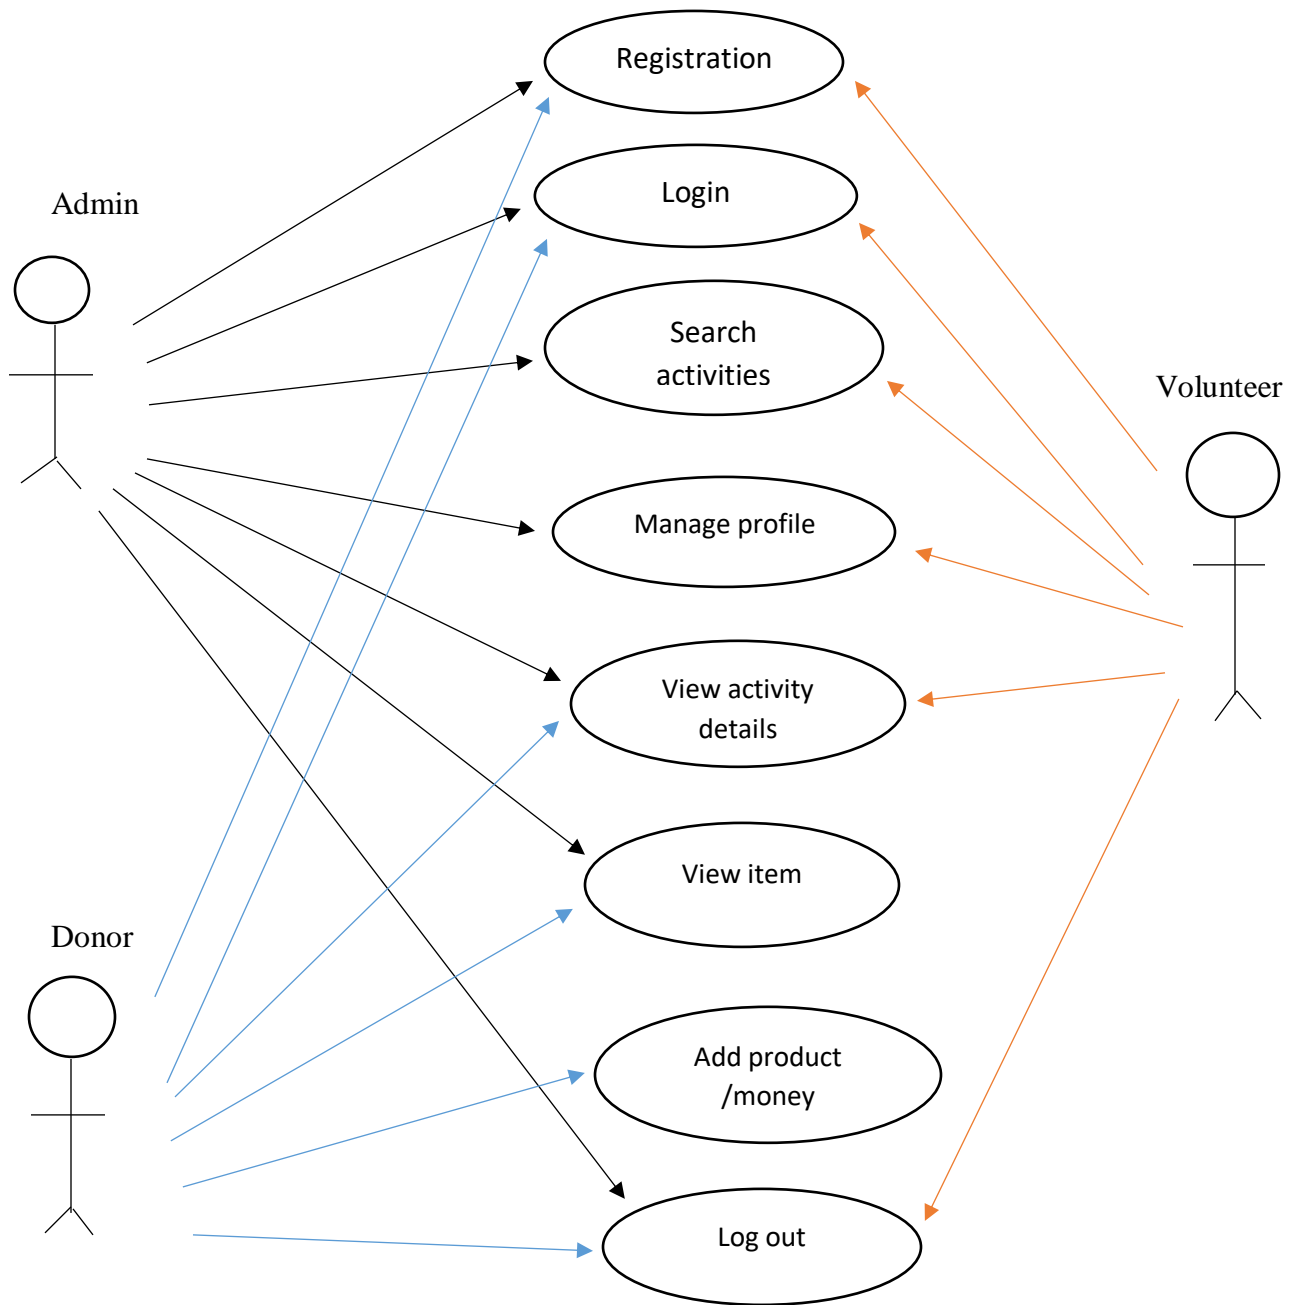 Registration
Login
Admin
Search
activities
Volunteer
Manage profile
View activity
details
View item
Donor
Add product
/money
Log out